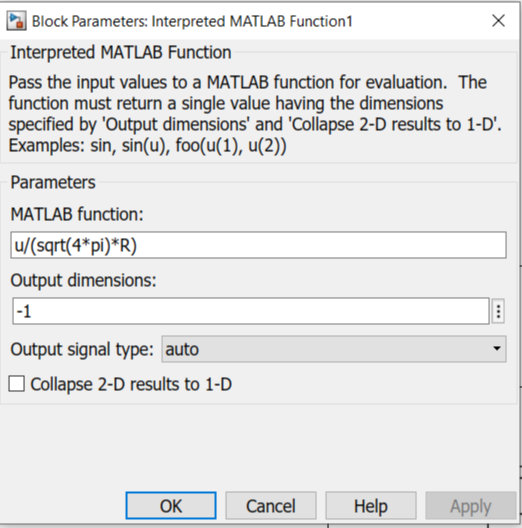 Block Parameters: Interpreted MATLAB Function1
Interpreted MATLAB Function
Pass the input values to a MATLAB function for evaluation. The
function must return a single value having the dimensions
specified by 'Output dimensions' and 'Collapse 2-D results to 1-D'.
Examples: sin, sin(u), foo(u(1), u(2))
Parameters
MATLAB function:
u/(sqrt(4*pi)*R)
Output dimensions:
-1
Output signal type: auto
Collapse 2-D results to 1-D
OK Cancel Help Apply